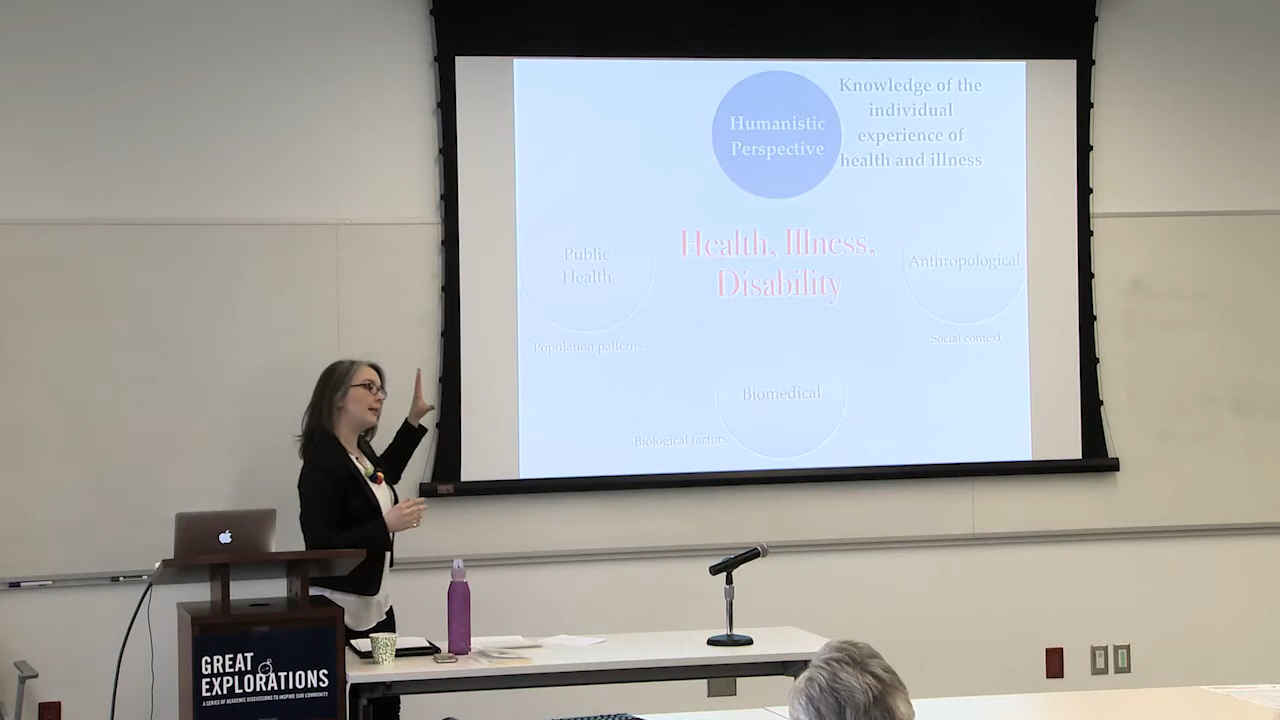 Humanistic
Perspective
Knowledge of the
individual
experience of
health and illness
Health, Illness,
Disability
Public
Health
Anthropological
Population patterns
Social context
Biomedical
Biological factors
GREAT
EXPLORATIONS
A SERIES OF ACADEMIC DISCUSSIONS TO INSPIRE OUR COMMUNITY